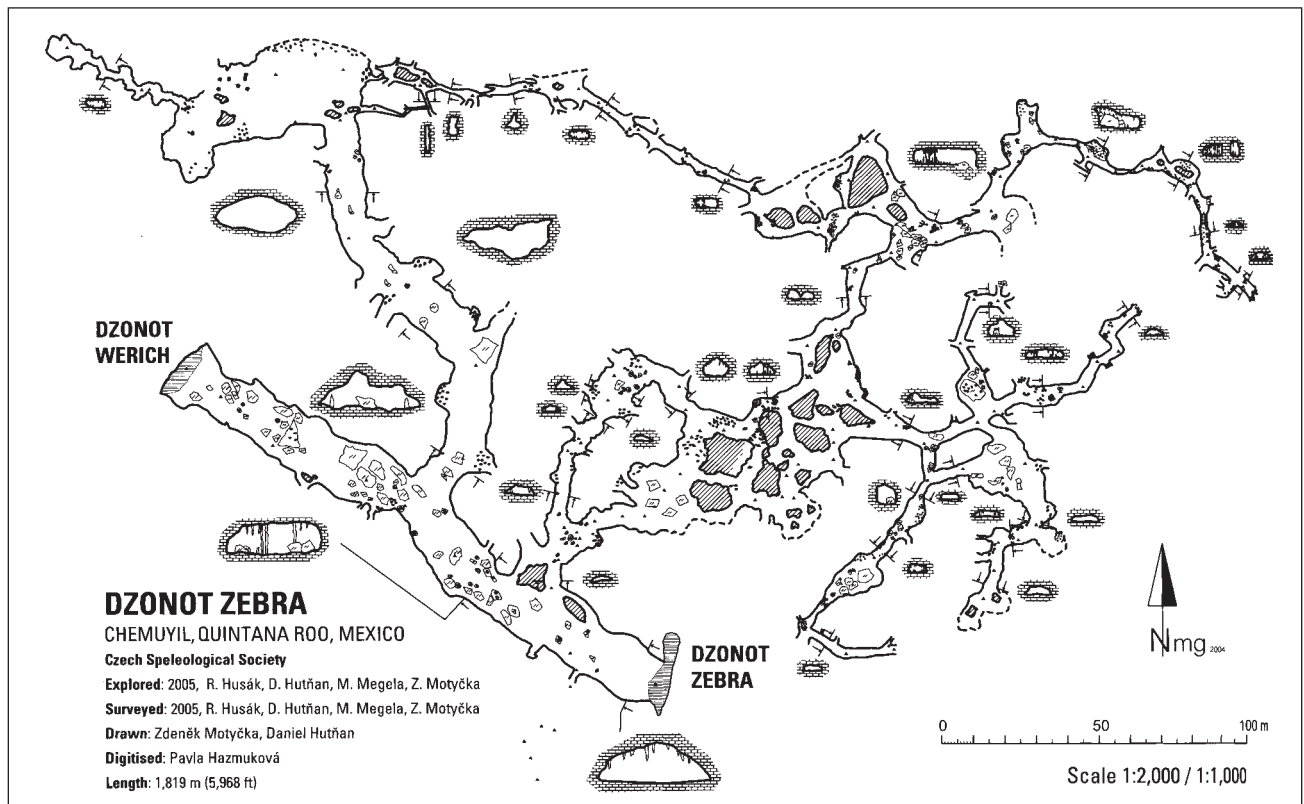 DZONOT
WERICH
DZONOT ZEBRA
CHEMUYIL, QUINTANA ROO, MEXICO
Czech Speleological Society
Explored: 2005, R. Husák, D. Hutňan, M. Megela, Z. Motyčka
Surveyed: 2005, R. Husák, D. Hutňan, M. Megela, Z. Motyčka
Drawn: Zdeněk Motyčka, Daniel Hutňan
Digitised: Pavla Hazmuková
Length: 1,819 m (5,968 ft)
DZONOT
ZEBRA
Nmg 2004
0 50 100 m
Scale 1:2,000 / 1:1,000